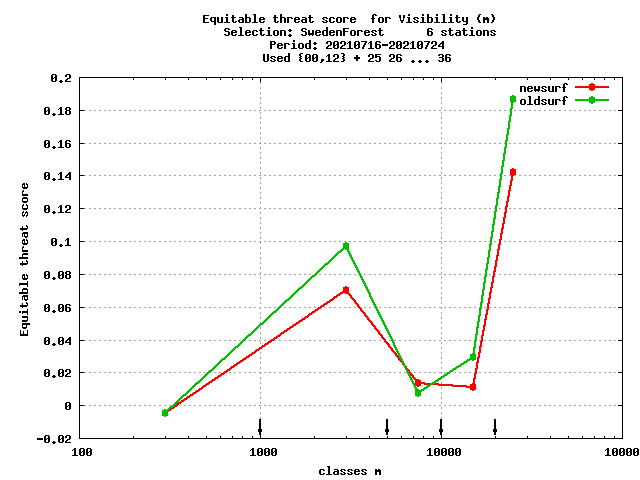 Equitable threat score  for Visibility (m)
Selection: SwedenForest      6 stations
Period: 20210716-20210724
Used {00,12} + 25 26 ... 36
newsurf
oldsurf
0.2
0.18
0.16
0.14
0.12
0.1
0.08
0.06
0.04
0.02
0
-0.02
Equitable threat score
100 1000 10000 10000
classes m